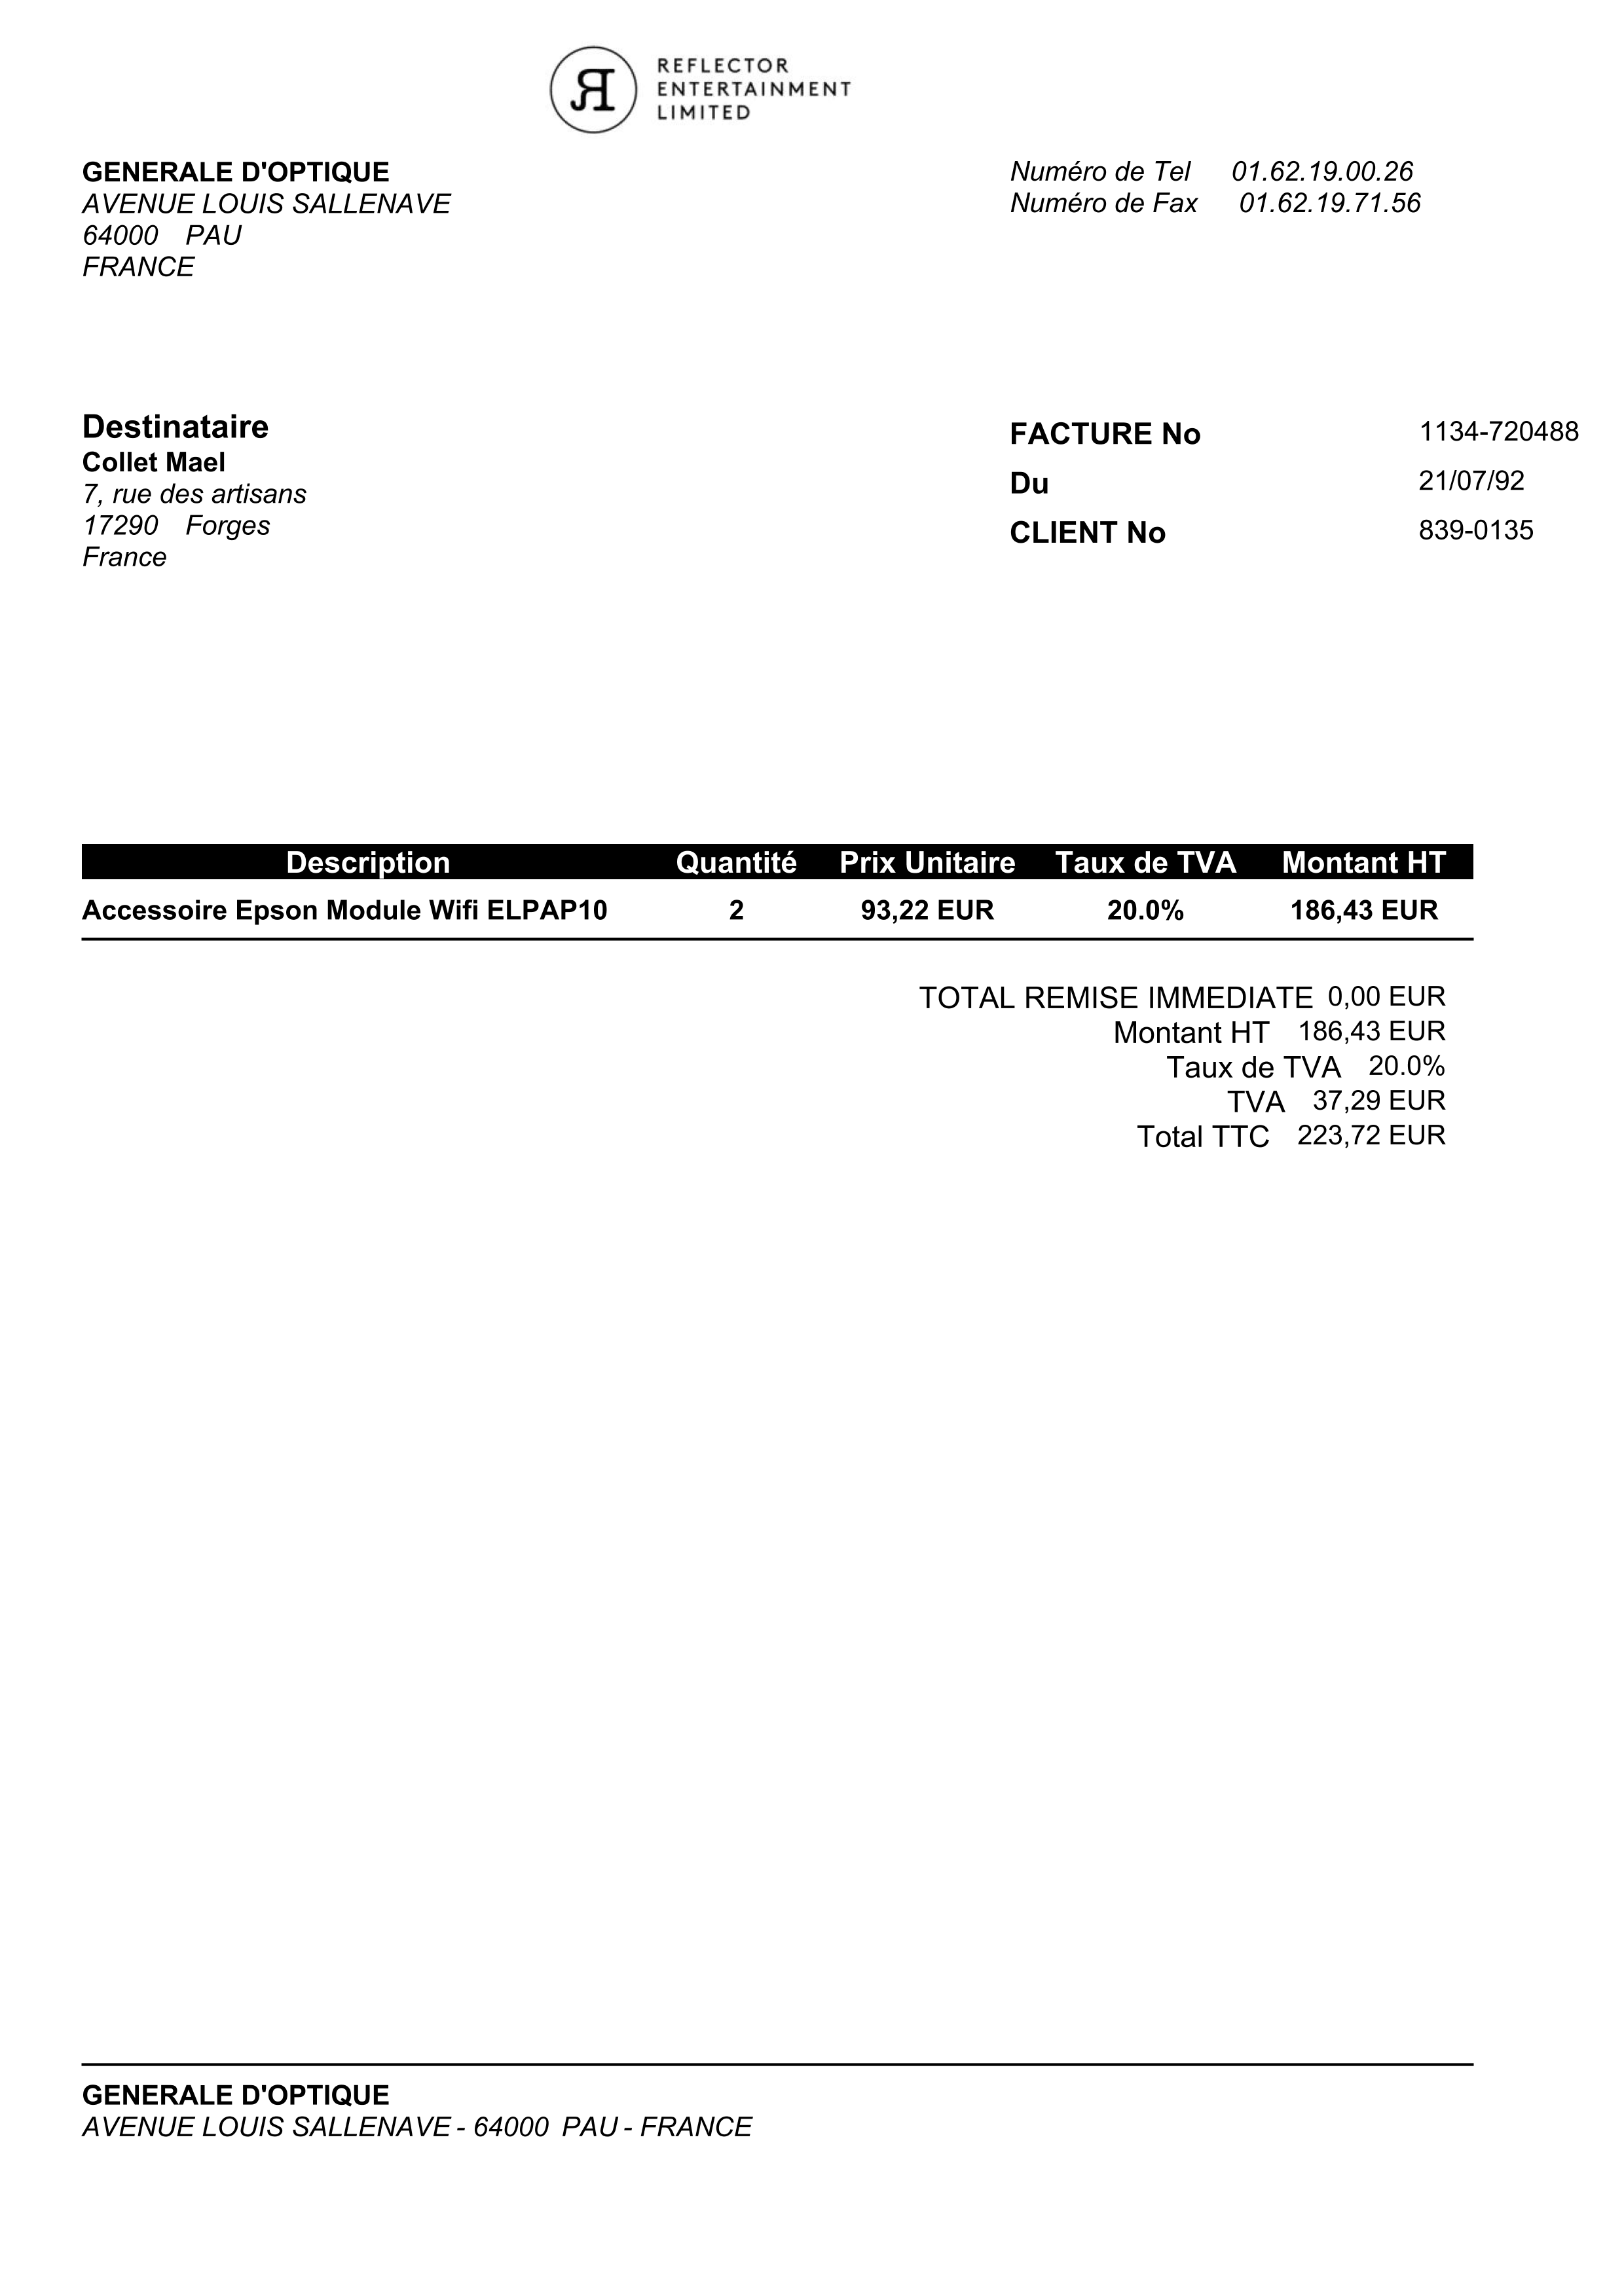 REFLECTOR
ENTERTAINMENT
LIMITED
GENERALE D'OPTIQUE
AVENUE LOUIS SALLENAVE
64000 PAU
FRANCE
Numéro de Tel 01.62.19.00.26
Numéro de Fax 01.62.19.71.56
Destinataire
Collet Mael
7, rue des artisans
17290 Forges
France
FACTURE No 1134-720488
Du 21/07/92
CLIENT No 839-0135
Description Quantité Prix Unitaire Taux de TVA Montant HT
Accessoire Epson Module Wifi ELPAP10 2 93,22 EUR 20.0% 186,43 EUR
TOTAL REMISE IMMEDIATE 0,00 EUR
Montant HT 186,43 EUR
Taux de TVA 20.0%
TVA 37,29 EUR
Total TTC 223,72 EUR
GENERALE D'OPTIQUE
AVENUE LOUIS SALLENAVE - 64000 PAU - FRANCE